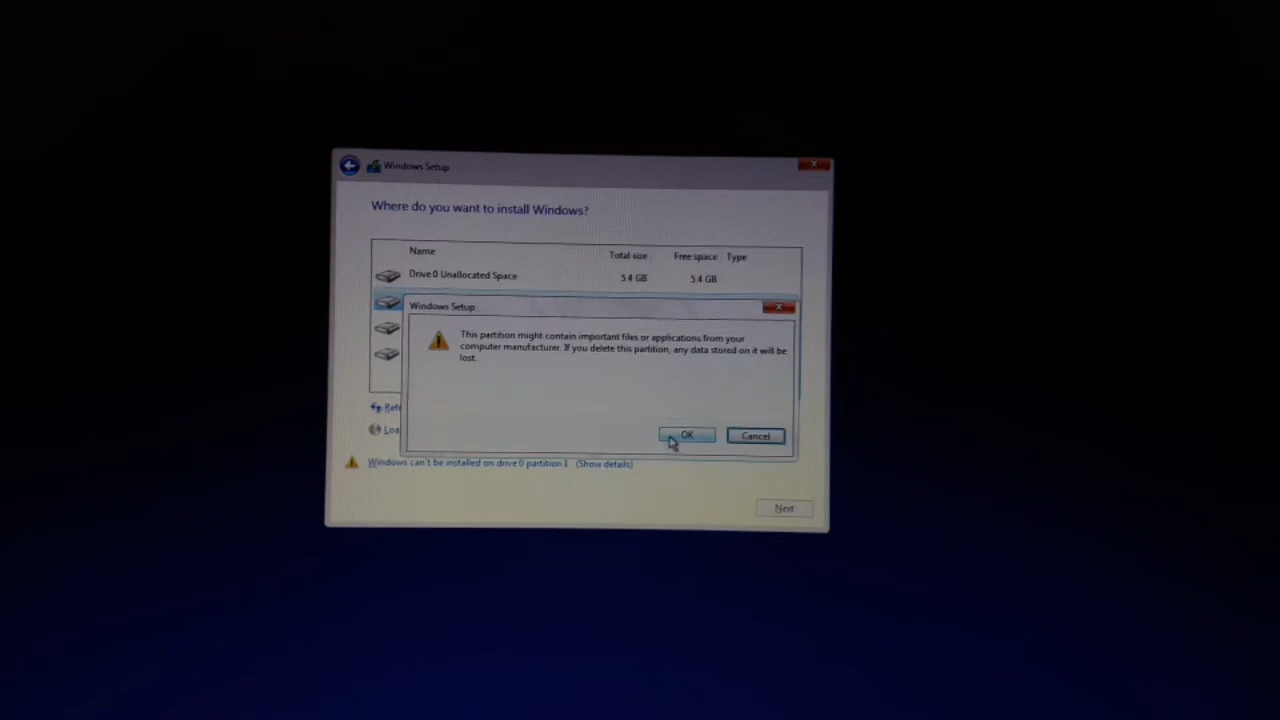 Windows Setup
Where do you want to install Windows?
Name Total size Free space Type
Drive 0 Unallocated Space 5.4 GB 5.4 GB
Windows Setup
This partition might contain important files or applications from your
computer manufacturer. If you delete this partition, any data stored on it will be
lost.
OK Cancel
Refr
Loa
Windows can't be installed on drive 0 partition 1 (Show details)
Next